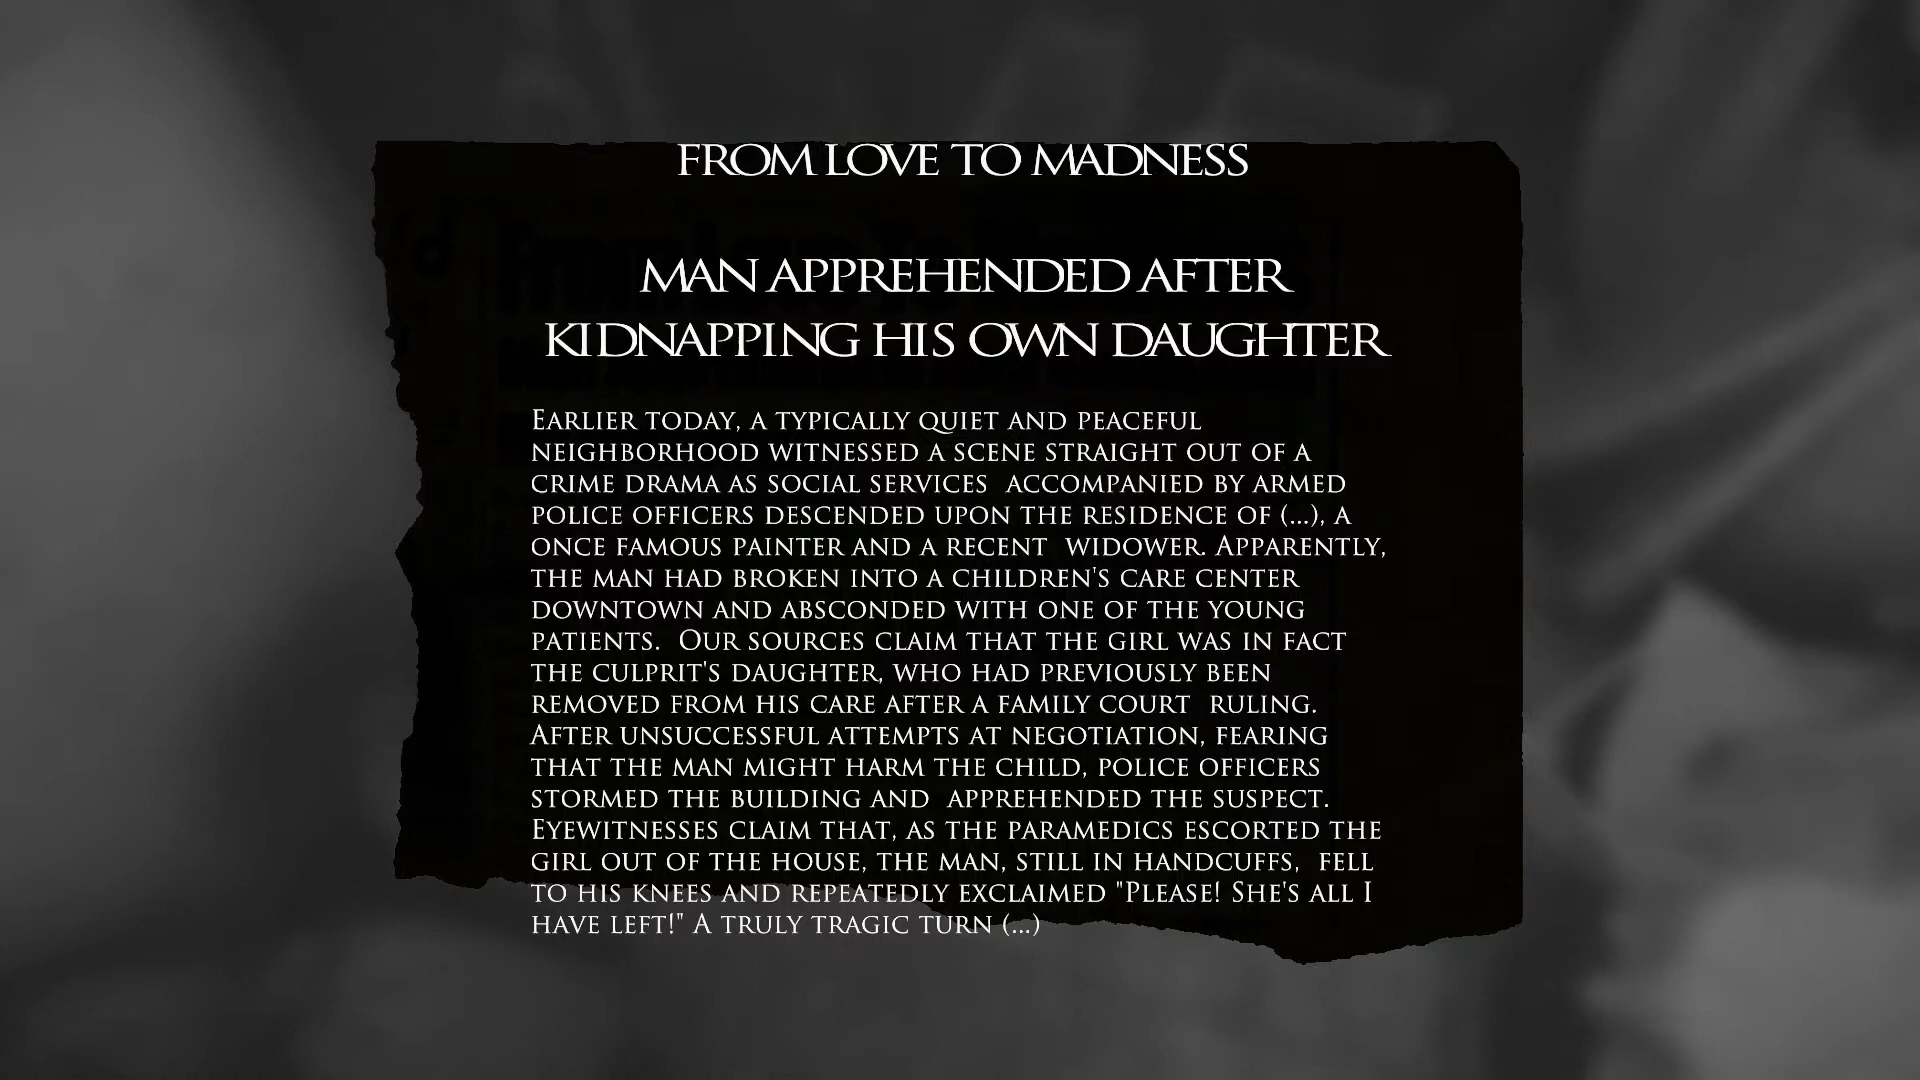 FROM LOVE TO MADNESS
MAN APPREHENDED AFTER
KIDNAPPING HIS OWN DAUGHTER
Earlier today, a typically quiet and peaceful
neighborhood witnessed a scene straight out of a
crime drama as social services accompanied by armed
police officers descended upon the residence of (...), a
once famous painter and a recent widower. Apparently,
the man had broken into a children's care center
downtown and absconded with one of the young
patients. Our sources claim that the girl was in fact
the culprit's daughter, who had previously been
removed from his care after a family court ruling.
After unsuccessful attempts at negotiation, fearing
that the man might harm the child, police officers
stormed the building and apprehended the suspect.
Eyewitnesses claim that, as the paramedics escorted the
girl out of the house, the man, still in handcuffs, fell
to his knees and repeatedly exclaimed "Please! She's all I
have left!" A truly tragic turn (...)